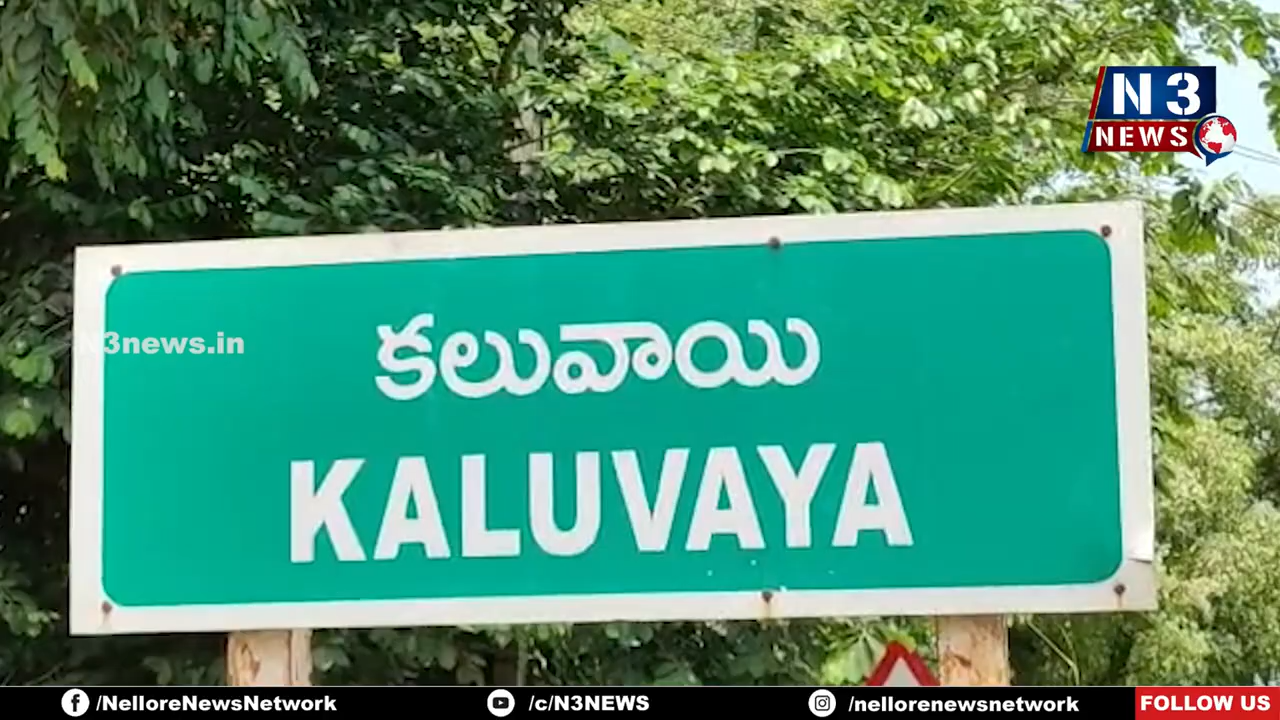 N3
NEWS
కలువాయి
N3news.in
KALUVAYA
/NelloreNewsNetwork
/c/N3NEWS
/nellorenewsnetwork
FOLLOW US